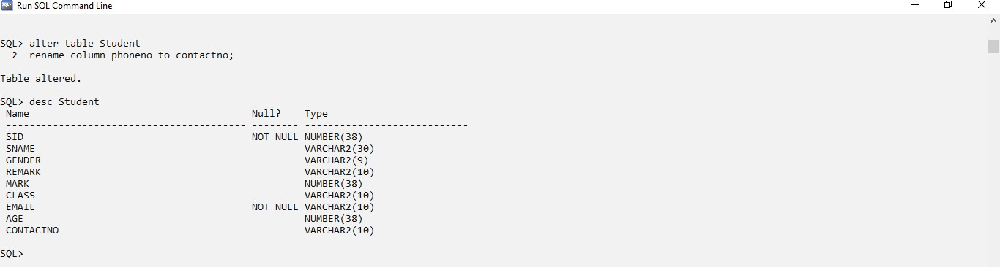 Run SQL Command Line
SQL> alter table Student
  2  rename column phoneno to contactno;
Table altered.
SQL> desc Student
 Name                                      Null?    Type
 ----------------------------------------- -------- ----------------------------
 SID                                       NOT NULL NUMBER(38)
 SNAME                                              VARCHAR2(30)
 GENDER                                             VARCHAR2(9)
 REMARK                                             VARCHAR2(10)
 MARK                                               NUMBER(38)
 CLASS                                              VARCHAR2(10)
 EMAIL                                     NOT NULL VARCHAR2(10)
 AGE                                                NUMBER(38)
 CONTACTNO                                          VARCHAR2(10)
SQL>